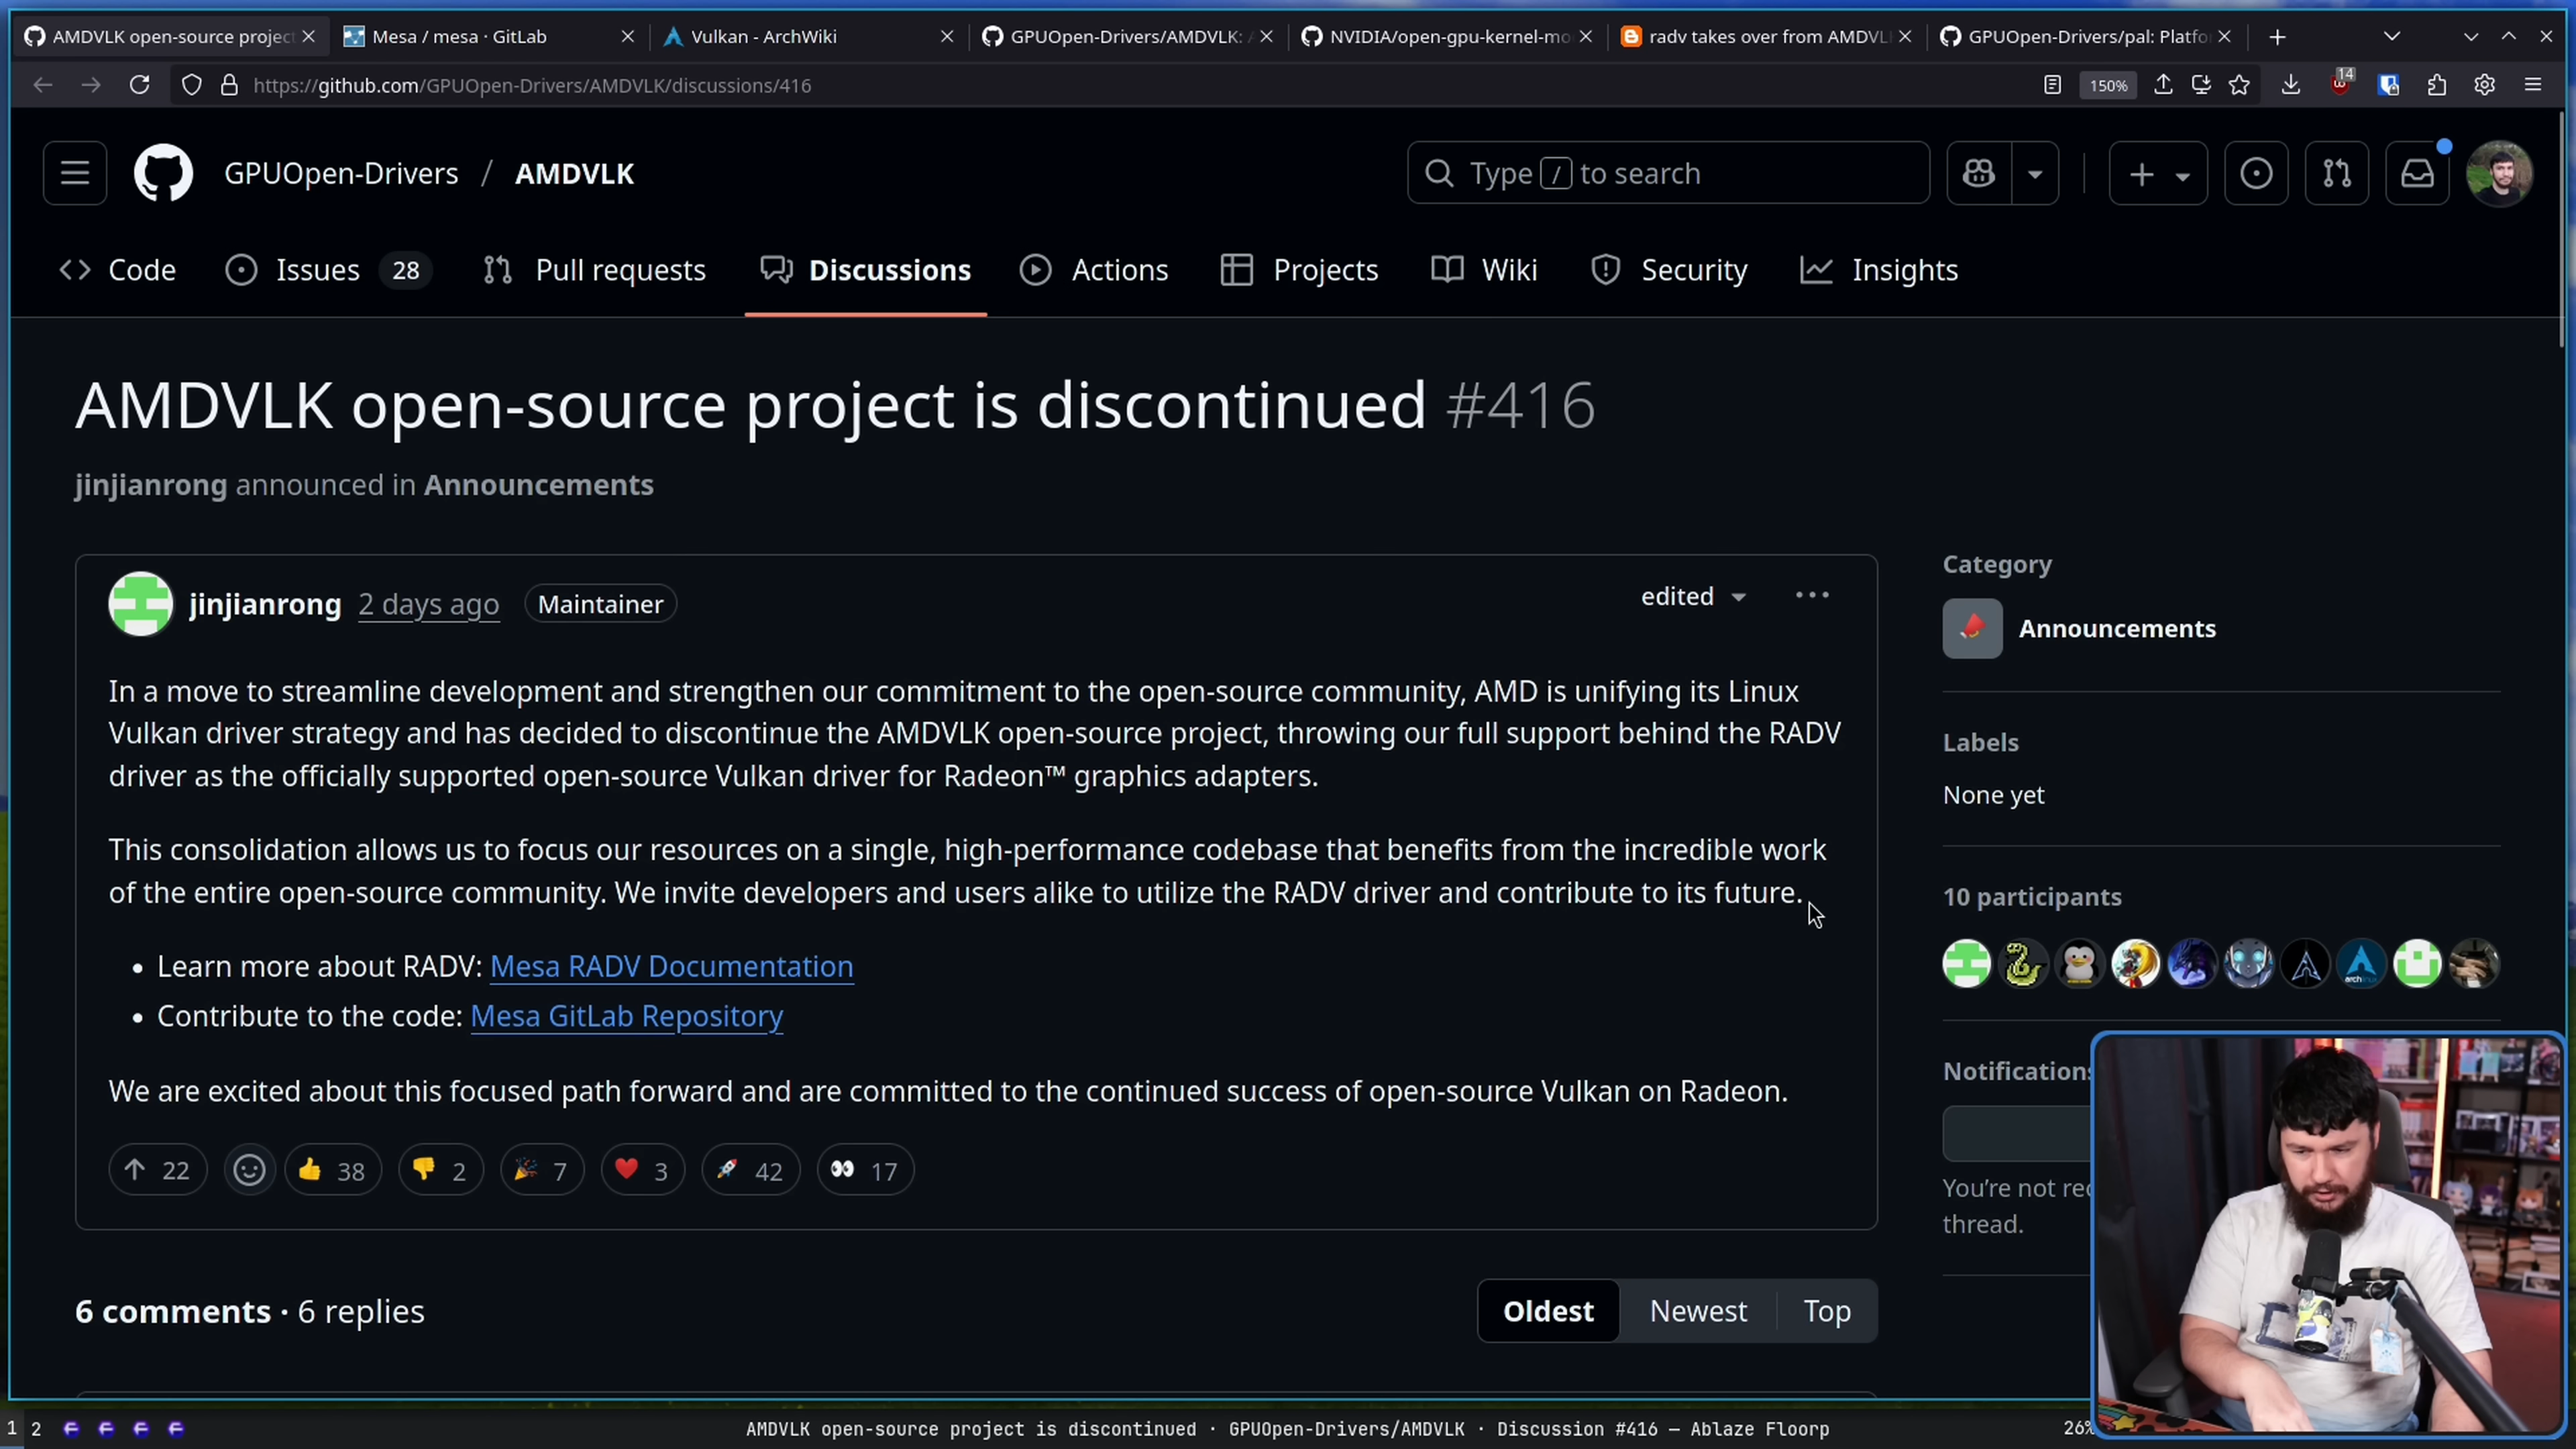 AMDVLK open-source project
Mesa / mesa · GitLab
Vulkan - ArchWiki
GPUOpen-Drivers/AMDVLK:
NVIDIA/open-gpu-kernel-mo
radv takes over from AMDVL
GPUOpen-Drivers/pal: Platfo
https://github.com/GPUOpen-Drivers/AMDVLK/discussions/416
150%
14
GPUOpen-Drivers / AMDVLK
Type / to search
Code
Issues 28
Pull requests
Discussions
Actions
Projects
Wiki
Security
Insights
AMDVLK open-source project is discontinued #416
jinjianrong announced in Announcements
jinjianrong 2 days ago Maintainer
edited
In a move to streamline development and strengthen our commitment to the open-source community, AMD is unifying its Linux
Vulkan driver strategy and has decided to discontinue the AMDVLK open-source project, throwing our full support behind the RADV
driver as the officially supported open-source Vulkan driver for Radeon™ graphics adapters.
This consolidation allows us to focus our resources on a single, high-performance codebase that benefits from the incredible work
of the entire open-source community. We invite developers and users alike to utilize the RADV driver and contribute to its future.
• Learn more about RADV: Mesa RADV Documentation
• Contribute to the code: Mesa GitLab Repository
We are excited about this focused path forward and are committed to the continued success of open-source Vulkan on Radeon.
22
38
2
7
3
42
17
6 comments · 6 replies
Oldest
Newest
Top
Category
Announcements
Labels
None yet
10 participants
Notifications
You're not rec
thread.
1 2
AMDVLK open-source project is discontinued · GPUOpen-Drivers/AMDVLK · Discussion #416 — Ablaze Floorp
26%